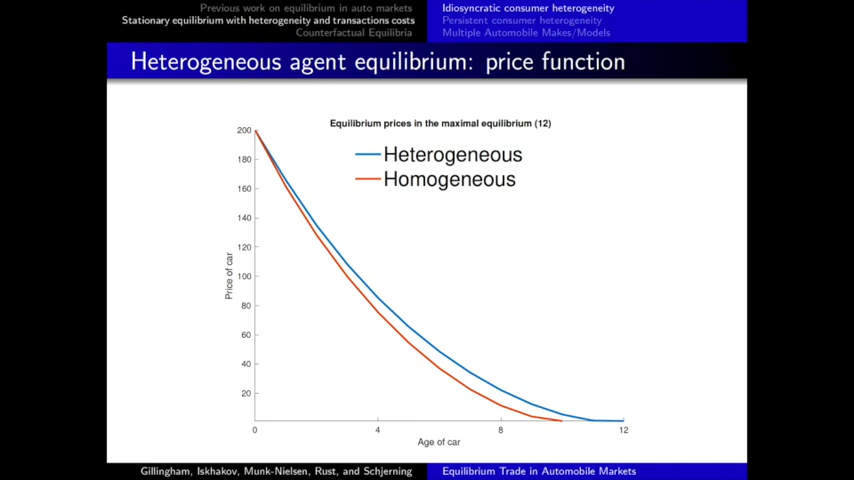 Previous work on equilibrium in auto markets
Stationary equilibrium with heterogeneity and transactions costs
Counterfactual Equilibria
Idiosyncratic consumer heterogeneity
Persistent consumer heterogeneity
Multiple Automobile Makes/Models
Heterogeneous agent equilibrium: price function
Equilibrium prices in the maximal equilibrium (12)
Heterogeneous
Homogeneous
200
180
160
140
120
100
80
60
40
20
Price of car
0 4 8 12
Age of car
Gillingham, Iskhakov, Munk-Nielsen, Rust, and Schjerning
Equilibrium Trade in Automobile Markets